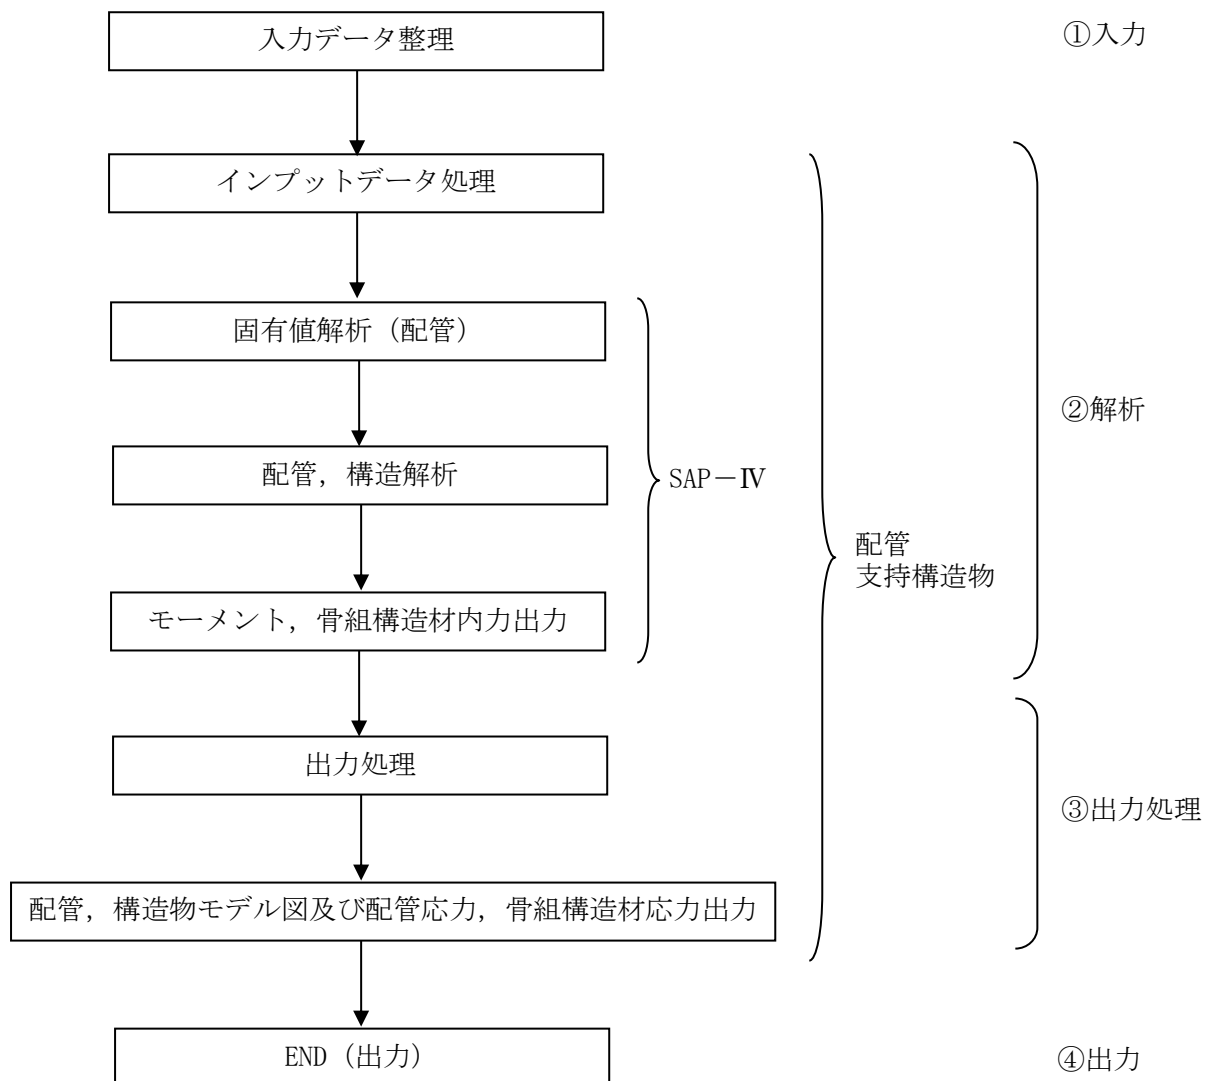 入力データ整理
①入力
インプットデータ処理
固有値解析（配管）
②解析
配管，構造解析
SAP－Ⅳ
配管
支持構造物
モーメント，骨組構造材内力出力
出力処理
③出力処理
配管，構造物モデル図及び配管応力，骨組構造材応力出力
END（出力）
④出力